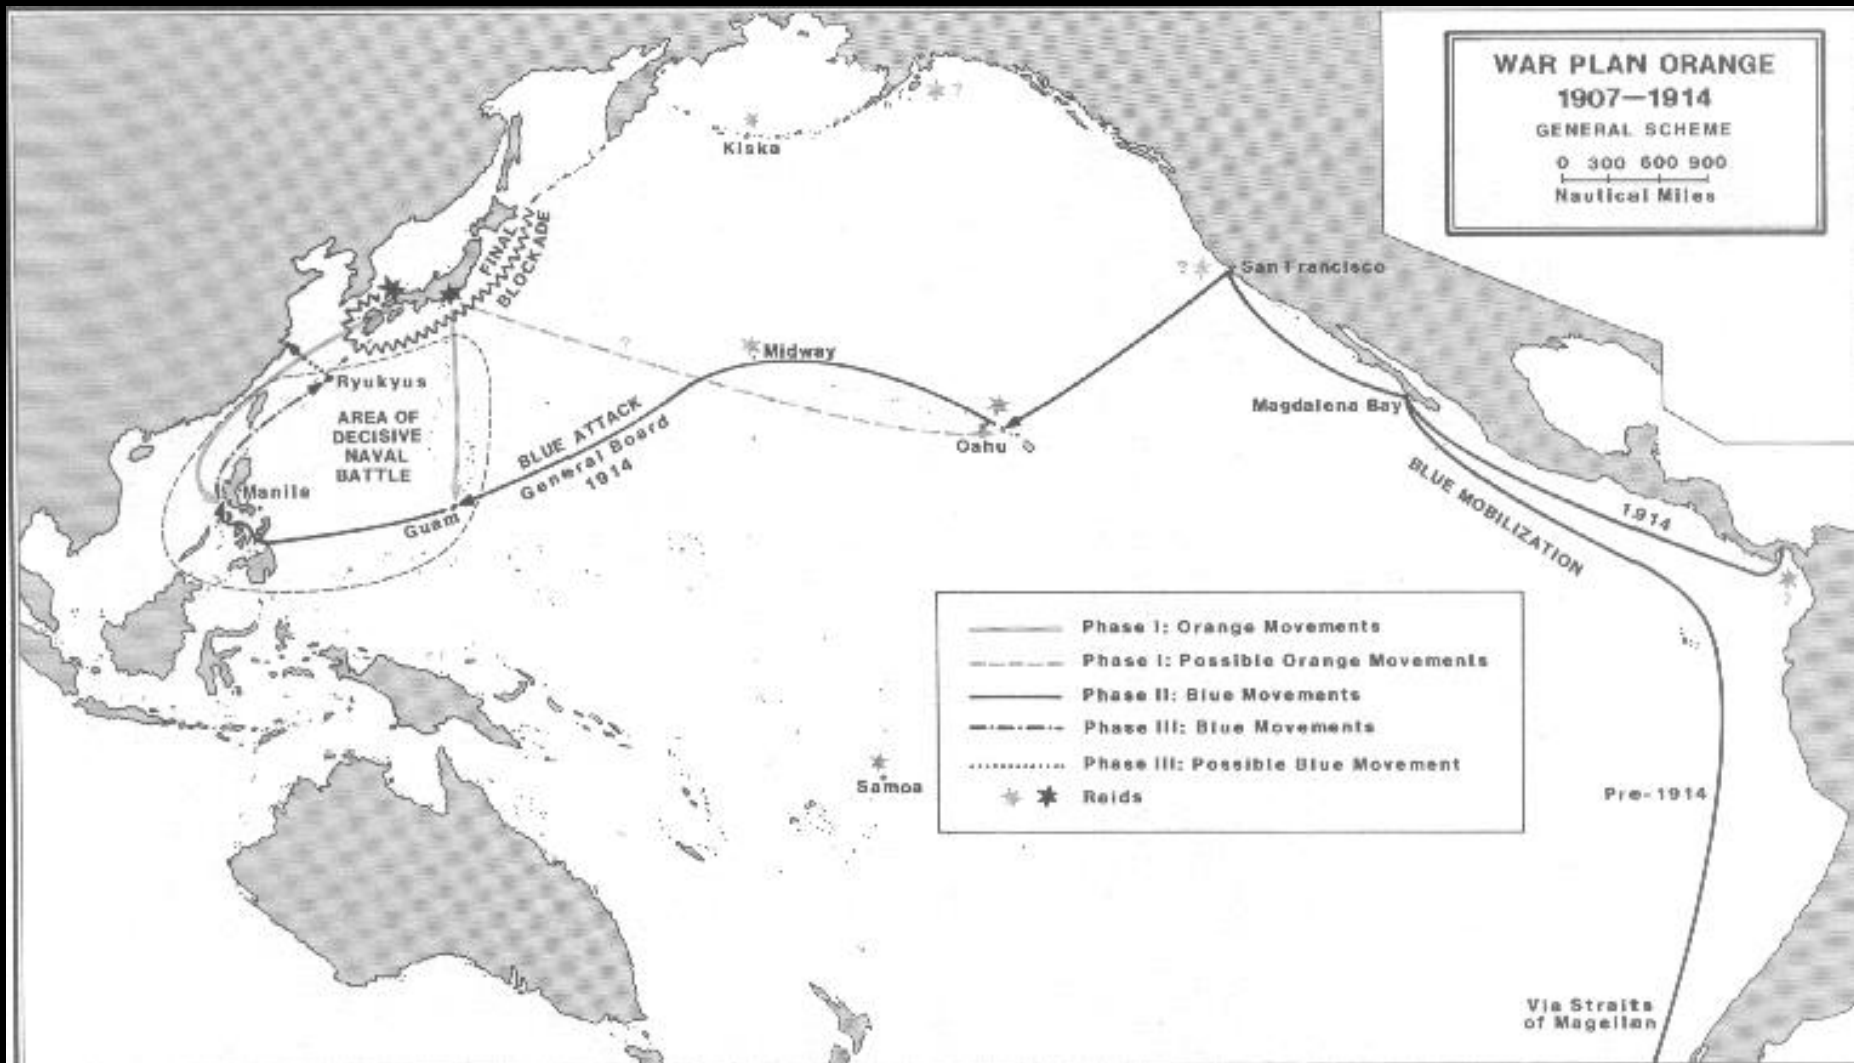 WAR PLAN ORANGE
1907—1914
GENERAL SCHEME
0 300 600 900
Nautical Miles
?
Kiska
FINAL
BLOCKADE
?
San Francisco
?
Midway
Ryukyus
Magdalena Bay
AREA OF
DECISIVE
NAVAL
BATTLE
BLUE ATTACK
General Board
1914
Oahu
Manila
Guam
BLUE MOBILIZATION
1914
?
Phase I: Orange Movements
Phase I: Possible Orange Movements
Phase II: Blue Movements
Phase III: Blue Movements
Phase III: Possible Blue Movement
Raids
Samoa
Pre-1914
Via Straits
of Magellan